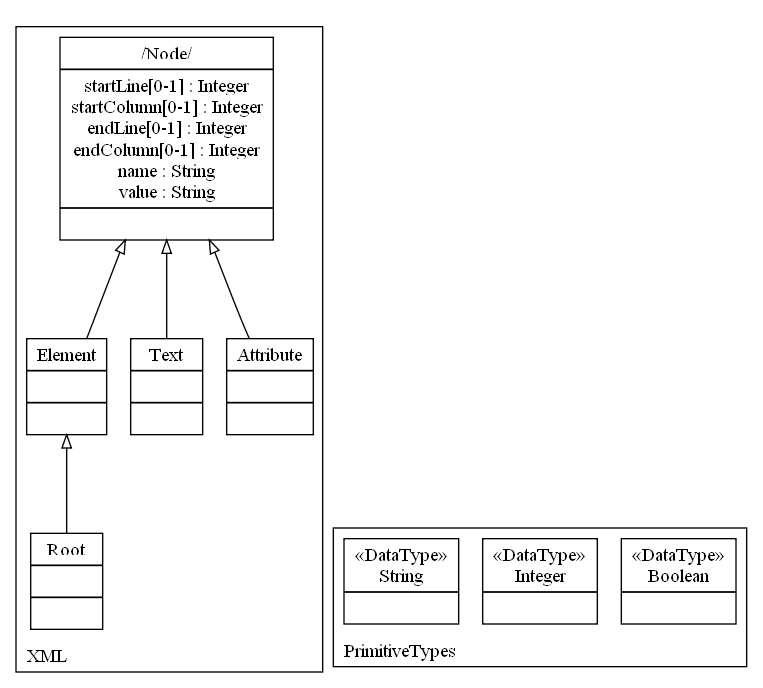 /Node/
startLine[0-1] : Integer
startColumn[0-1] : Integer
endLine[0-1] : Integer
endColumn[0-1] : Integer
name : String
value : String
Element
Text
Attribute
Root
XML
«DataType»
String
«DataType»
Integer
«DataType»
Boolean
PrimitiveTypes